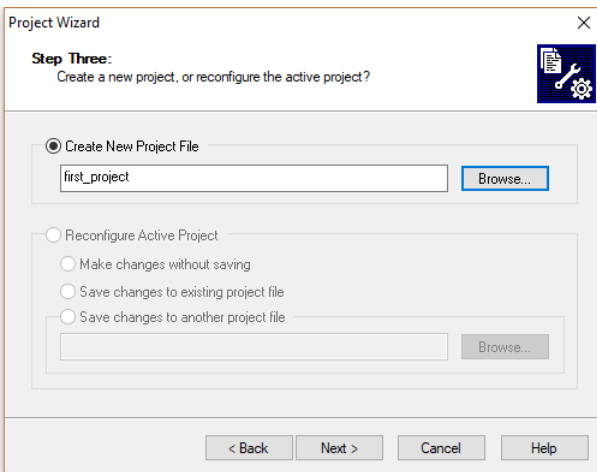 Project Wizard
Step Three:
Create a new project, or reconfigure the active project?
Create New Project File
first_project
Browse...
Reconfigure Active Project
Make changes without saving
Save changes to existing project file
Save changes to another project file
Browse...
< Back Next > Cancel Help